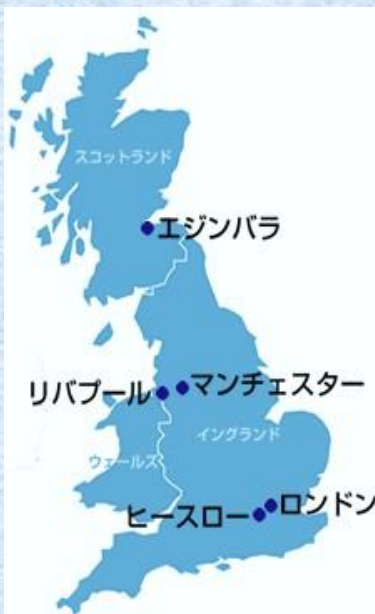 スコットランド
エジンバラ
リバプール
マンチェスター
イングランド
ウェールズ
ロンドン
ヒースロー